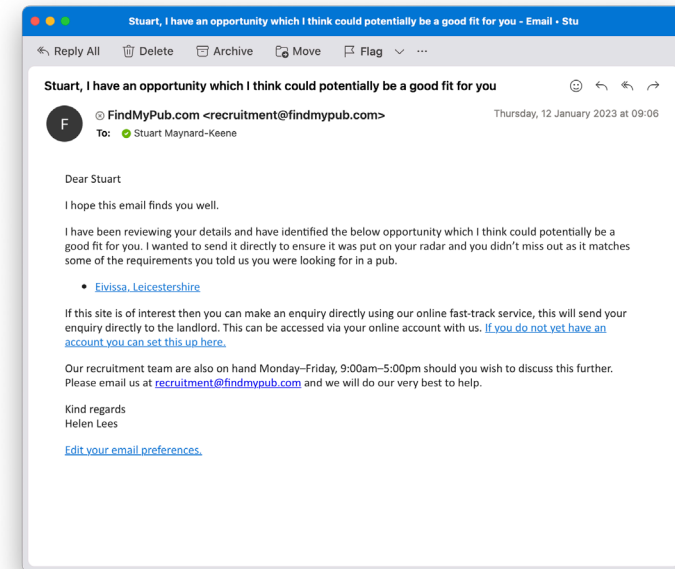 Stuart, I have an opportunity which I think could potentially be a good fit for you - Email • Stu
Reply All Delete Archive Move Flag
Stuart, I have an opportunity which I think could potentially be a good fit for you
F
FindMyPub.com <recruitment@findmypub.com>
Thursday, 12 January 2023 at 09:06
To: Stuart Maynard-Keene
Dear Stuart
I hope this email finds you well.
I have been reviewing your details and have identified the below opportunity which I think could potentially be a
good fit for you. I wanted to send it directly to ensure it was put on your radar and you didn't miss out as it matches
some of the requirements you told us you were looking for in a pub.
• Eivissa, Leicestershire
If this site is of interest then you can make an enquiry directly using our online fast-track service, this will send your
enquiry directly to the landlord. This can be accessed via your online account with us. If you do not yet have an
account you can set this up here.
Our recruitment team are also on hand Monday–Friday, 9:00am–5:00pm should you wish to discuss this further.
Please email us at recruitment@findmypub.com and we will do our very best to help.
Kind regards
Helen Lees
Edit your email preferences.